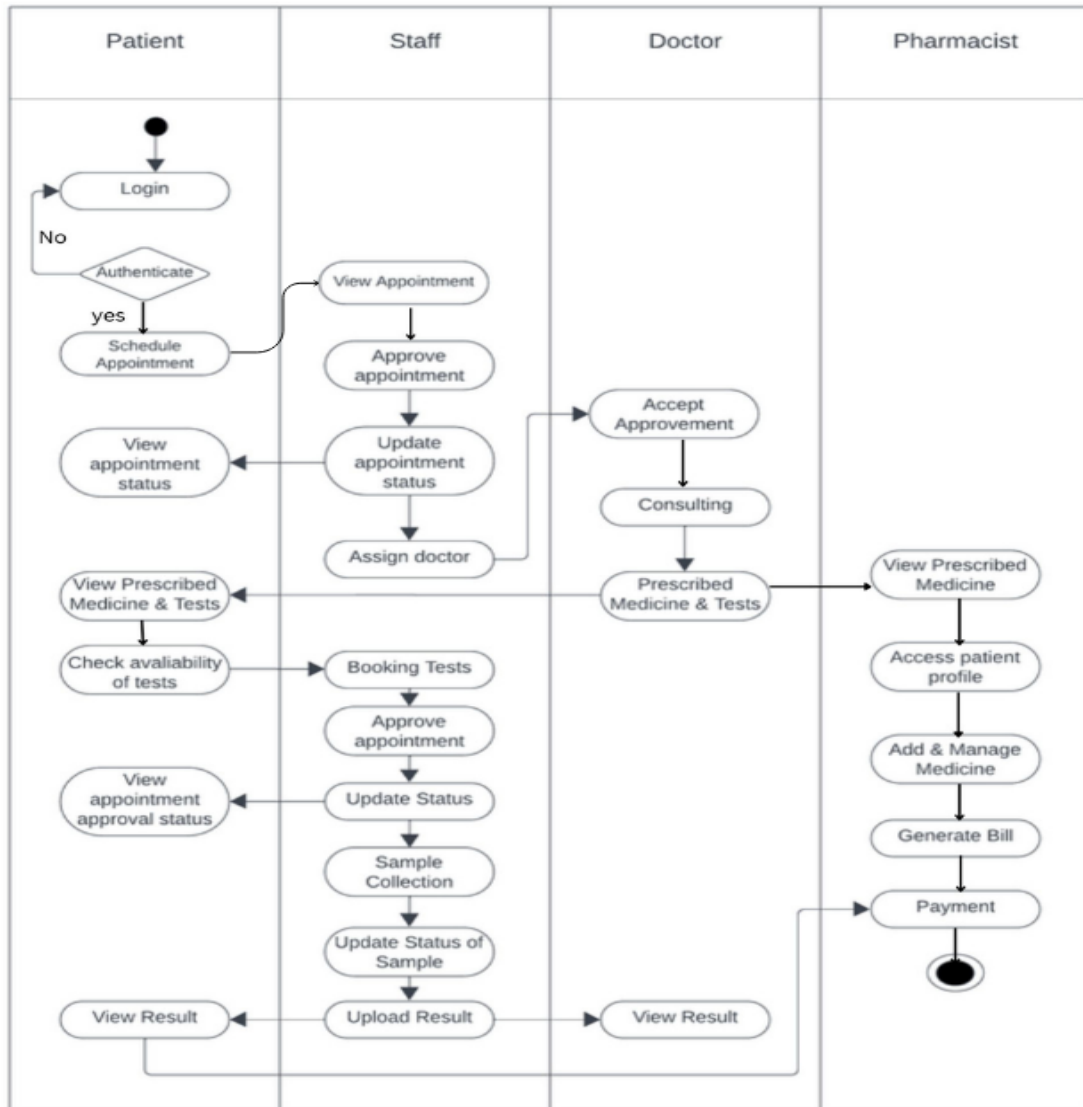 Patient
Staff
Doctor
Pharmacist
Login
No
Authenticate
yes
Schedule
Appointment
View Appointment
Approve
appointment
View
appointment
status
Update
appointment
status
Accept
Approvement
Consulting
Assign doctor
View Prescribed
Medicine & Tests
Prescribed
Medicine & Tests
View Prescribed
Medicine
Check avaliability
of tests
Booking Tests
Access patient
profile
Approve
appointment
Add & Manage
Medicine
View
appointment
approval status
Update Status
Generate Bill
Sample
Collection
Payment
Update Status of
Sample
View Result
Upload Result
View Result